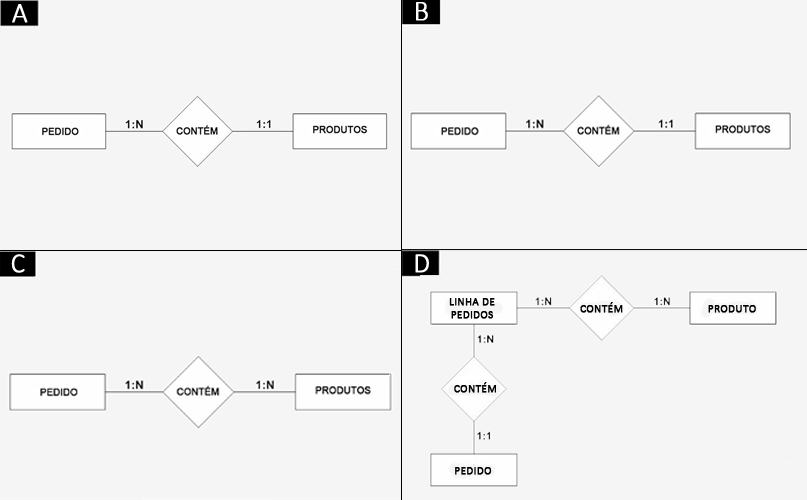 A
PEDIDO
1:N
CONTÉM
1:1
PRODUTOS
B
PEDIDO
1:N
CONTÉM
1:1
PRODUTOS
C
PEDIDO
1:N
CONTÉM
1:N
PRODUTOS
D
LINHA DE
PEDIDOS
1:N
CONTÉM
1:N
PRODUTO
1:N
CONTÉM
1:1
PEDIDO